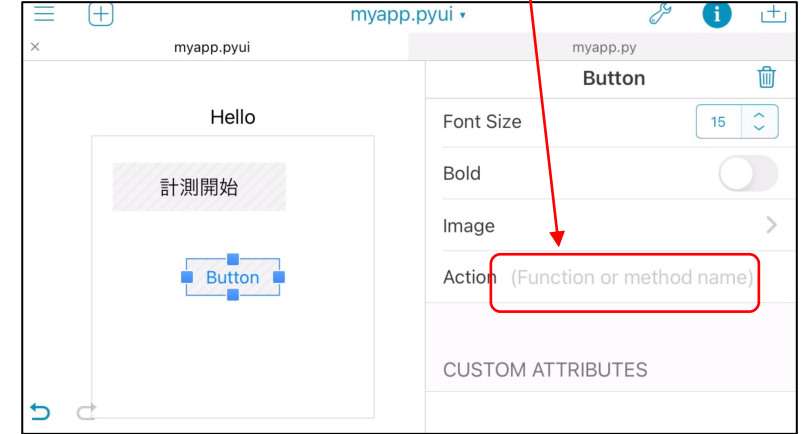 myapp.pyui ▾
× myapp.pyui
myapp.py
Button
Hello
Font Size 15
計測開始
Bold
Image
Button
Action (Function or method name)
CUSTOM ATTRIBUTES